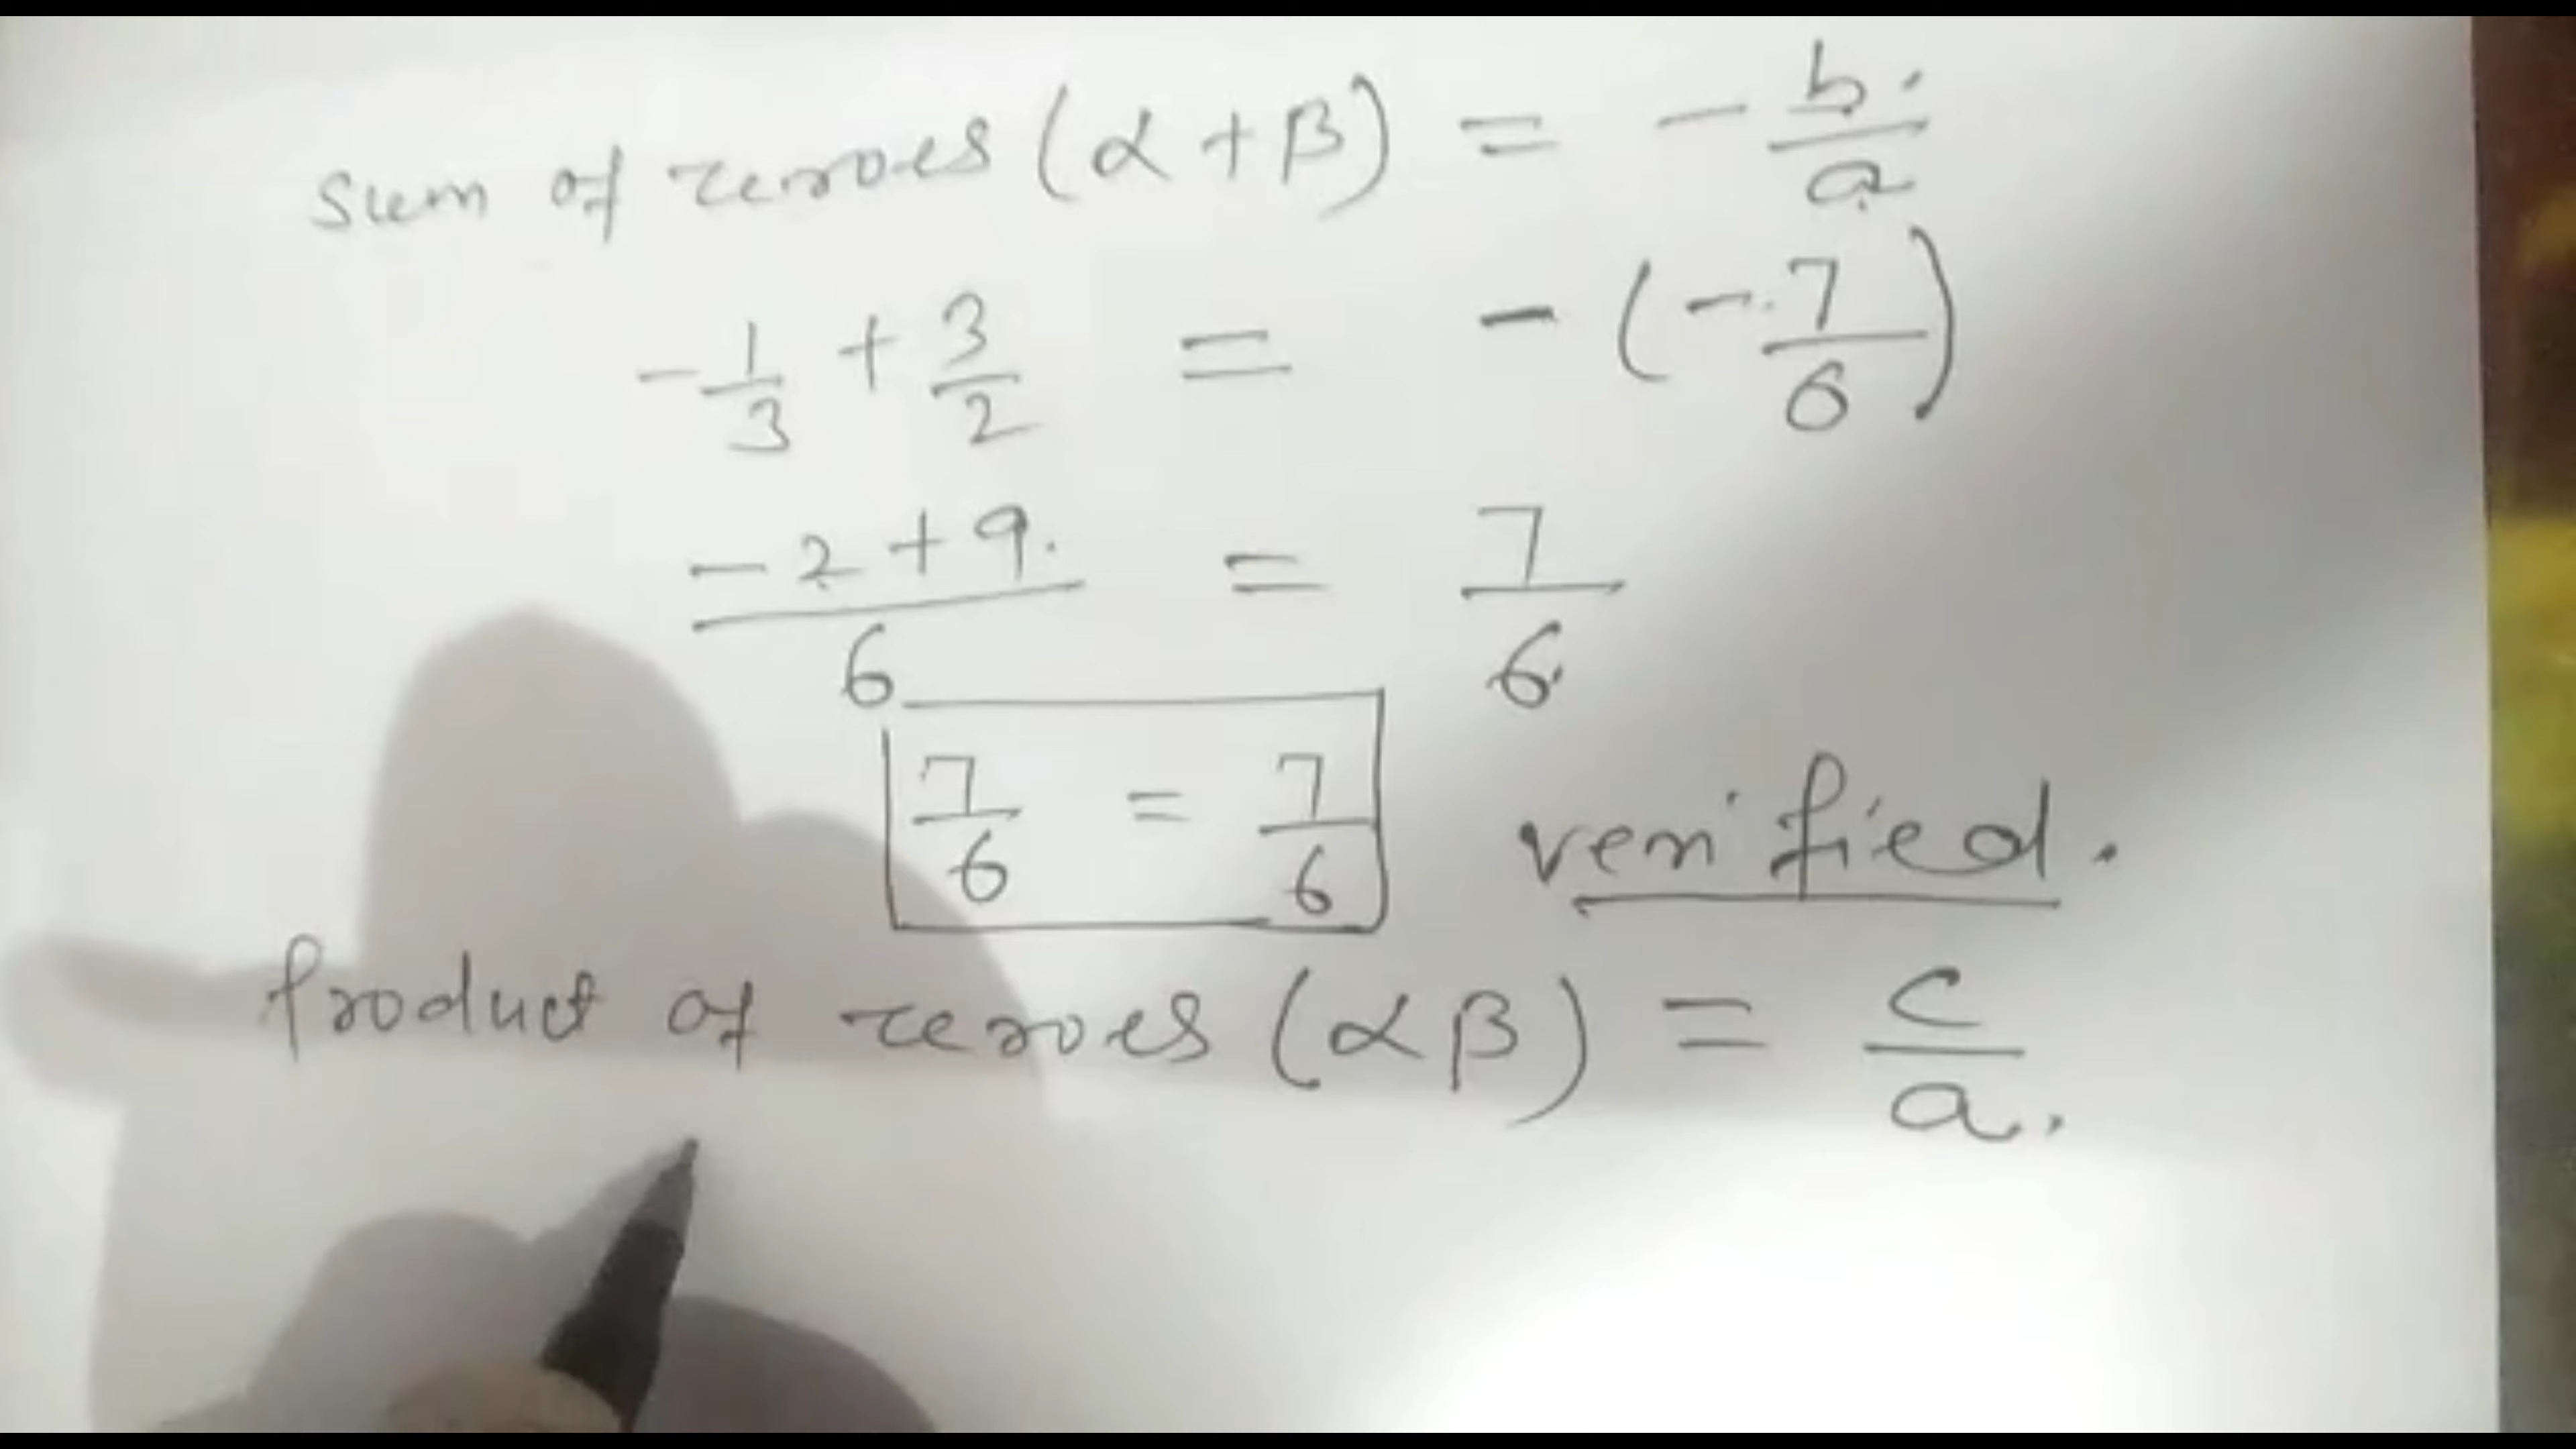 sum of zeroes (α + β) = - b/a
- 1/3 + 3/2 = - (- 7/6)
- 2 + 9 / 6 = 7/6
7/6 = 7/6 verified.
Product of zeroes (αβ) = c/a.